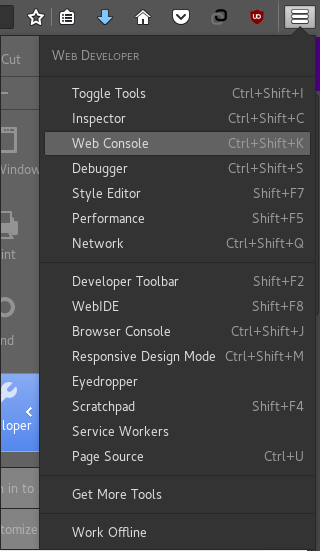 UO
WEB DEVELOPER
Cut
Toggle Tools Ctrl+Shift+I
Inspector Ctrl+Shift+C
Web Console Ctrl+Shift+K
Window
Debugger Ctrl+Shift+S
Style Editor Shift+F7
Performance Shift+F5
Network Ctrl+Shift+Q
int
Developer Toolbar Shift+F2
WebIDE Shift+F8
Browser Console Ctrl+Shift+J
nd
Responsive Design Mode Ctrl+Shift+M
Eyedropper
Scratchpad Shift+F4
loper
Service Workers
Page Source Ctrl+U
n in to
Get More Tools
tomize
Work Offline